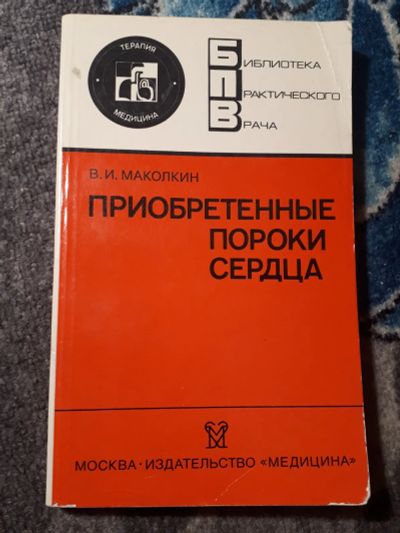 ТЕРАПИЯ
МЕДИЦИНА
БИБЛИОТЕКА
ПРАКТИЧЕСКОГО
ВРАЧА
В. И. МАКОЛКИН
ПРИОБРЕТЕННЫЕ
ПОРОКИ
СЕРДЦА
МОСКВА · ИЗДАТЕЛЬСТВО «МЕДИЦИНА»